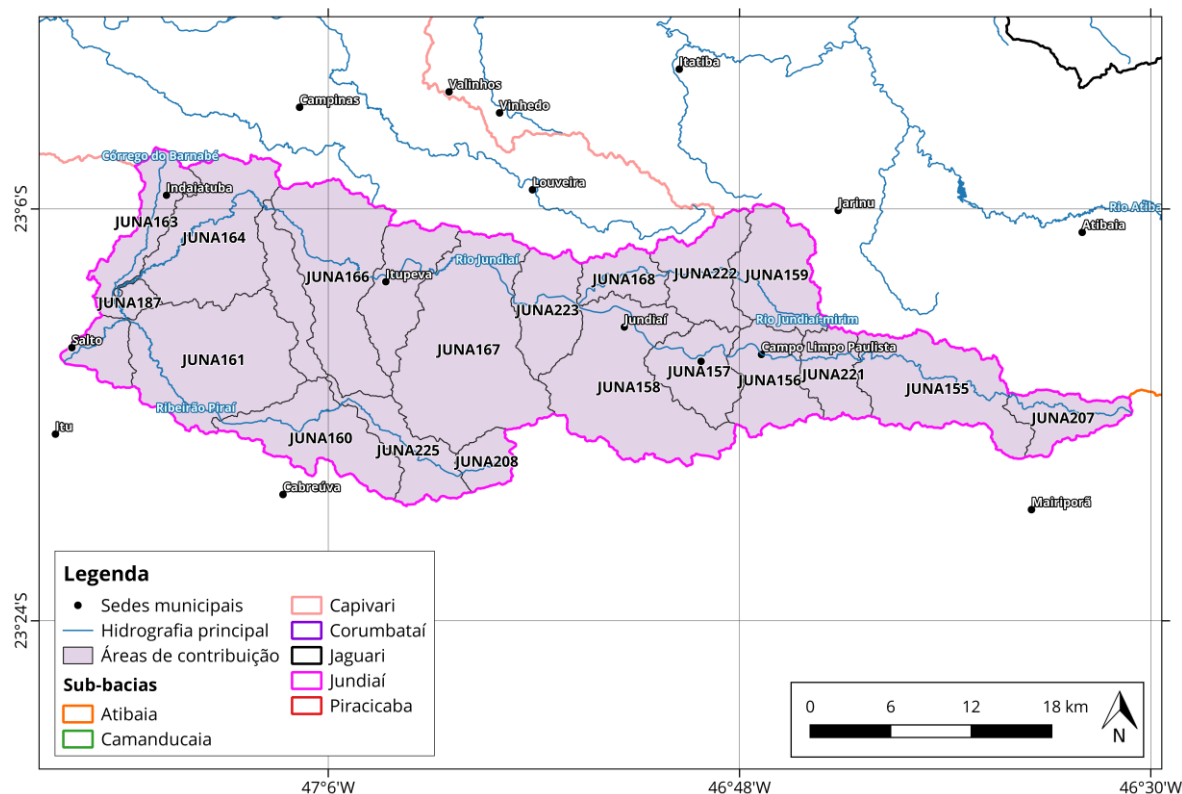 Itatiba
Valinhos
Campinas
Vinhedo
Córrego do Barnabé
Louveira
Indaiatuba
23°6'S
Jarinu
Rio Atiba
Atibaia
JUNA163
JUNA164
Rio Jundiaí
JUNA166
Itupeva
JUNA168
JUNA222
JUNA159
JUNA187
JUNA223
Jundiaí
Rio Jundiaí-mirim
Salto
JUNA161
JUNA167
Campo Limpo Paulista
JUNA157
JUNA156
JUNA221
JUNA158
JUNA155
Ribeirão Piraí
JUNA207
Itu
JUNA160
JUNA225
JUNA208
Cabreúva
Mairiporã
Legenda
Sedes municipais
Hidrografia principal
Áreas de contribuição
Sub-bacias
Atibaia
Camanducaia
Capivari
Corumbataí
Jaguari
Jundiaí
Piracicaba
23°24'S
0 6 12 18 km
N
47°6'W 46°48'W 46°30'W